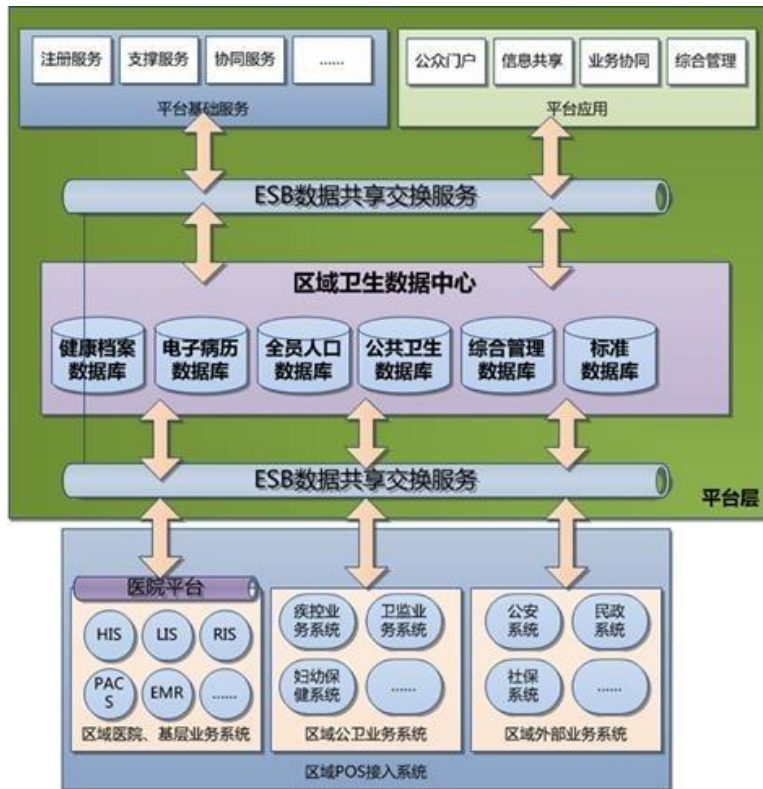 注册服务
支撑服务
协同服务
......
平台基础服务
公众门户
信息共享
业务协同
综合管理
平台应用
ESB数据共享交换服务
区域卫生数据中心
健康档案
数据库
电子病历
数据库
全员人口
数据库
公共卫生
数据库
综合管理
数据库
标准
数据库
ESB数据共享交换服务
平台层
医院平台
HIS
LIS
RIS
PAC
S
EMR
......
区域医院、基层业务系统
疾控业
务系统
卫监业
务系统
妇幼保
健系统
......
区域公卫业务系统
公安
系统
民政
系统
社保
系统
......
区域外部业务系统
区域POS接入系统